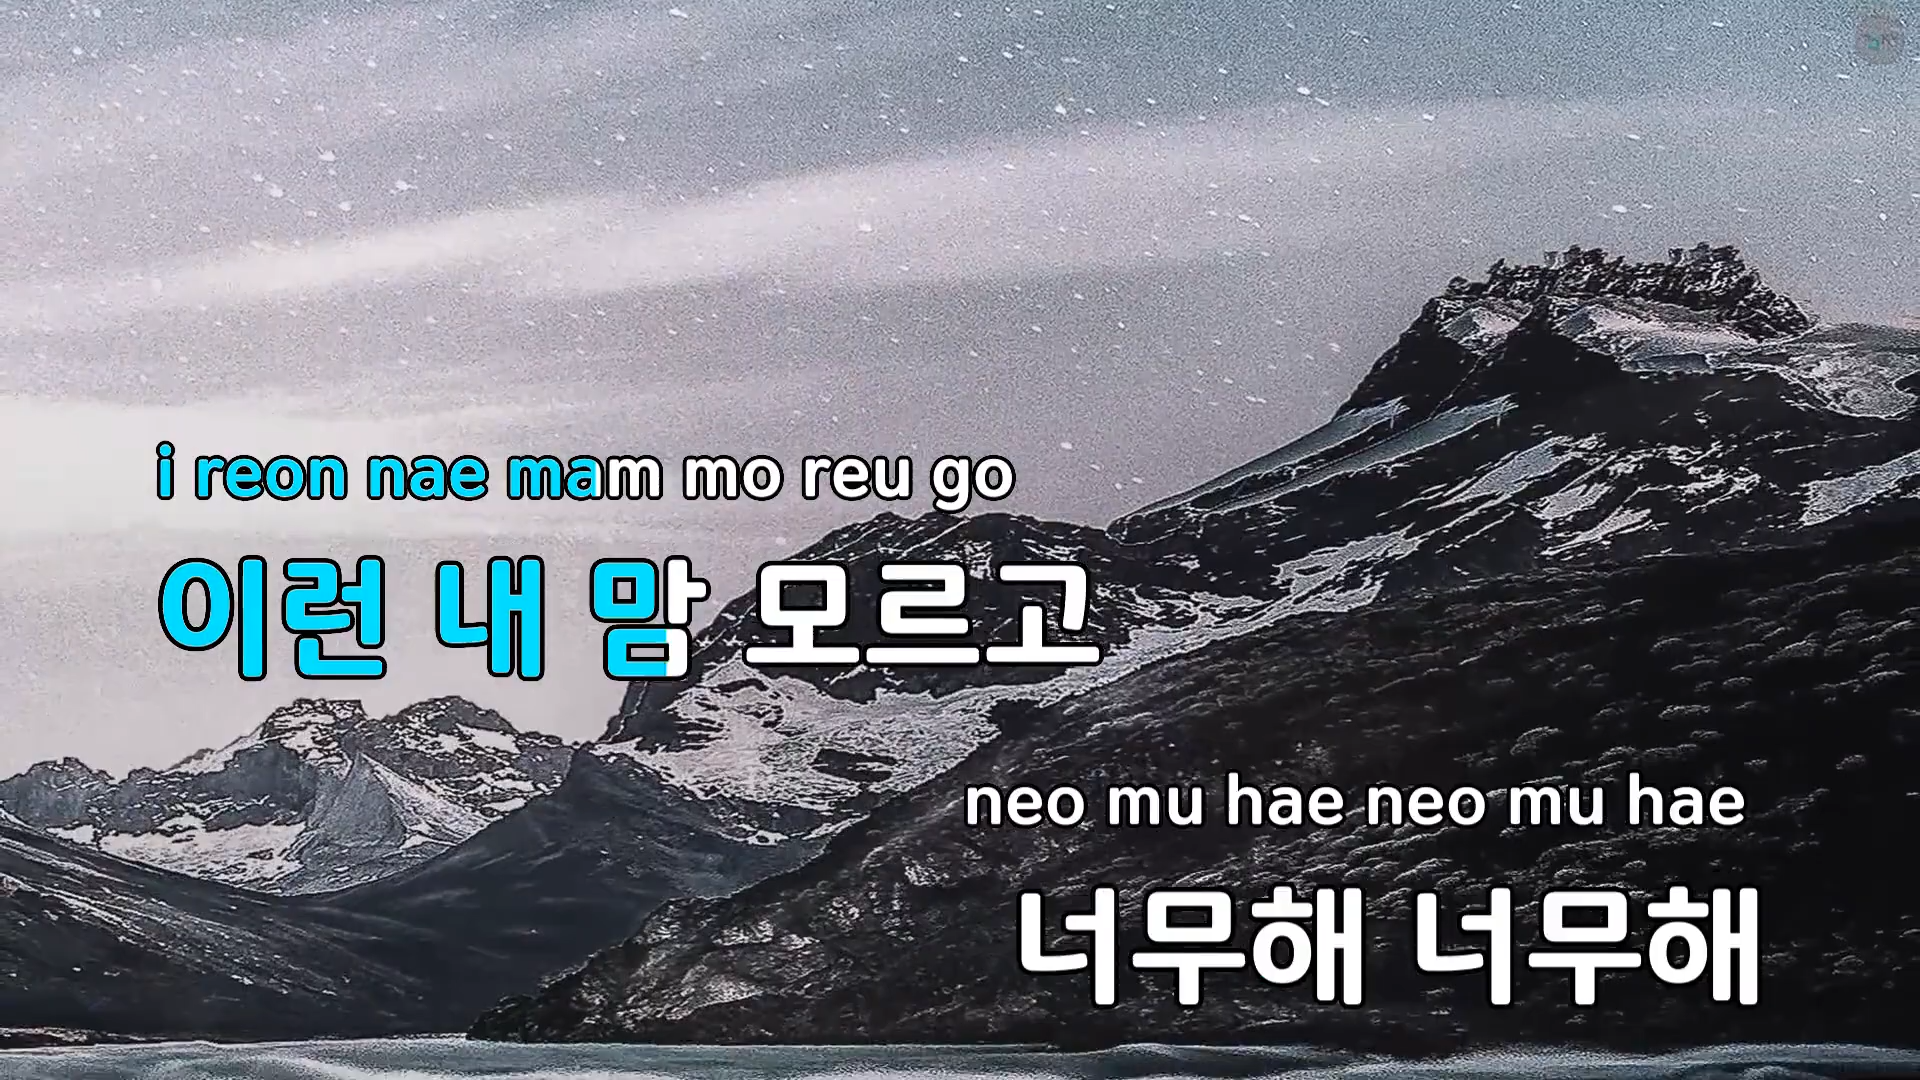 i reon nae mam mo reu go
이런 내 맘 모르고
neo mu hae neo mu hae
너무해 너무해